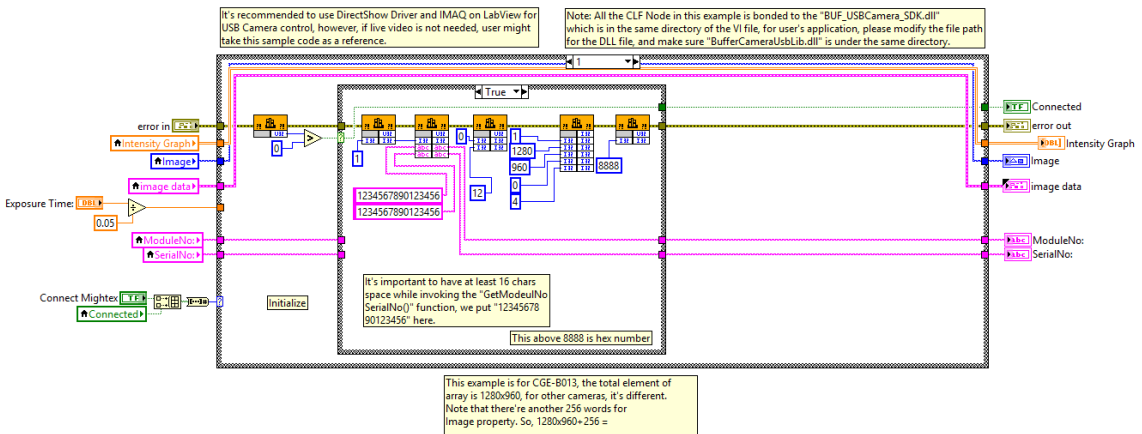 It's recommended to use DirectShow Driver and IMAQ on LabView for
USB Camera control, however, if live video is not needed, user might
take this sample code as a reference.
Note: All the CLF Node in this example is bonded to the "BUF_USBCamera_SDK.dll"
which is in the same directory of the VI file, for user's application, please modify the file path
for the DLL file, and make sure "BufferCameraUsbLib.dll" is under the same directory.
1
True
error in
Intensity Graph
Image
image data
Exposure Time:
DBL
0.05
ModuleNo:
SerialNo:
Connect Mightex
TF
Connected
0
>
1
1234567890123456
1234567890123456
0
12
1
1280
960
0
4
8888
It's important to have at least 16 chars
space while invoking the "GetModeulNo
SerialNo()" function, we put "12345678
90123456" here.
Initialize
This above 8888 is hex number
TF
Connected
error out
DBL
Intensity Graph
Image
image data
abc
ModuleNo:
abc
SerialNo:
This example is for CGE-B013, the total element of
array is 1280x960, for other cameras, it's different.
Note that there're another 256 words for
Image property. So, 1280x960+256 =